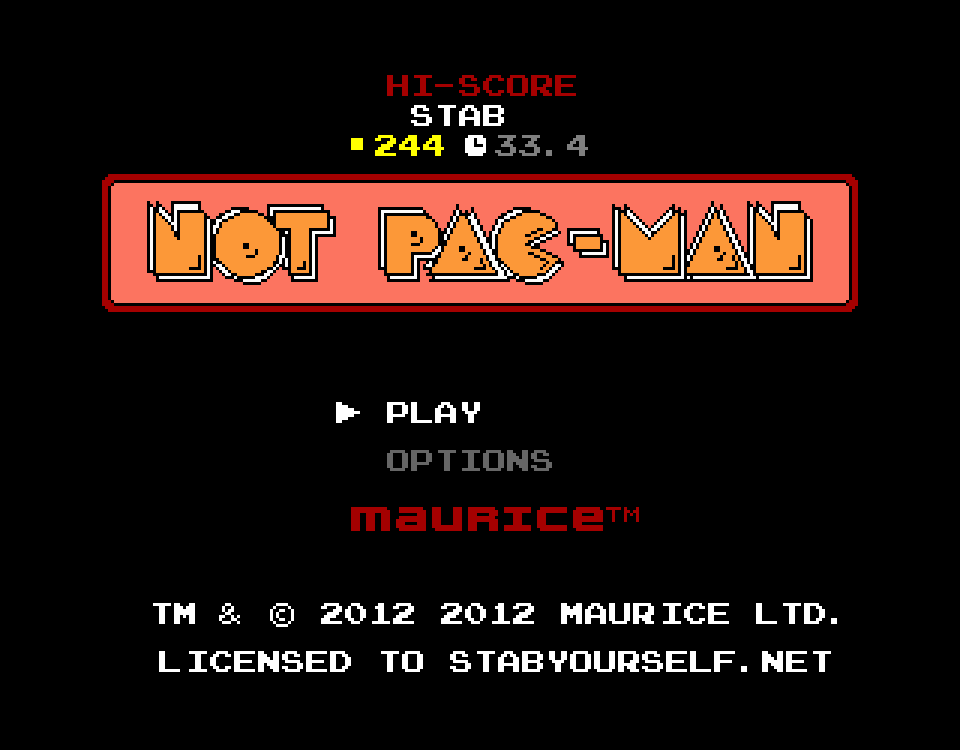 HI-SCORE
STAB
244 33.4
NOT PAC-MAN
PLAY
OPTIONS
maurice™
TM & © 2012 2012 MAURICE LTD.
LICENSED TO STABYOURSELF.NET